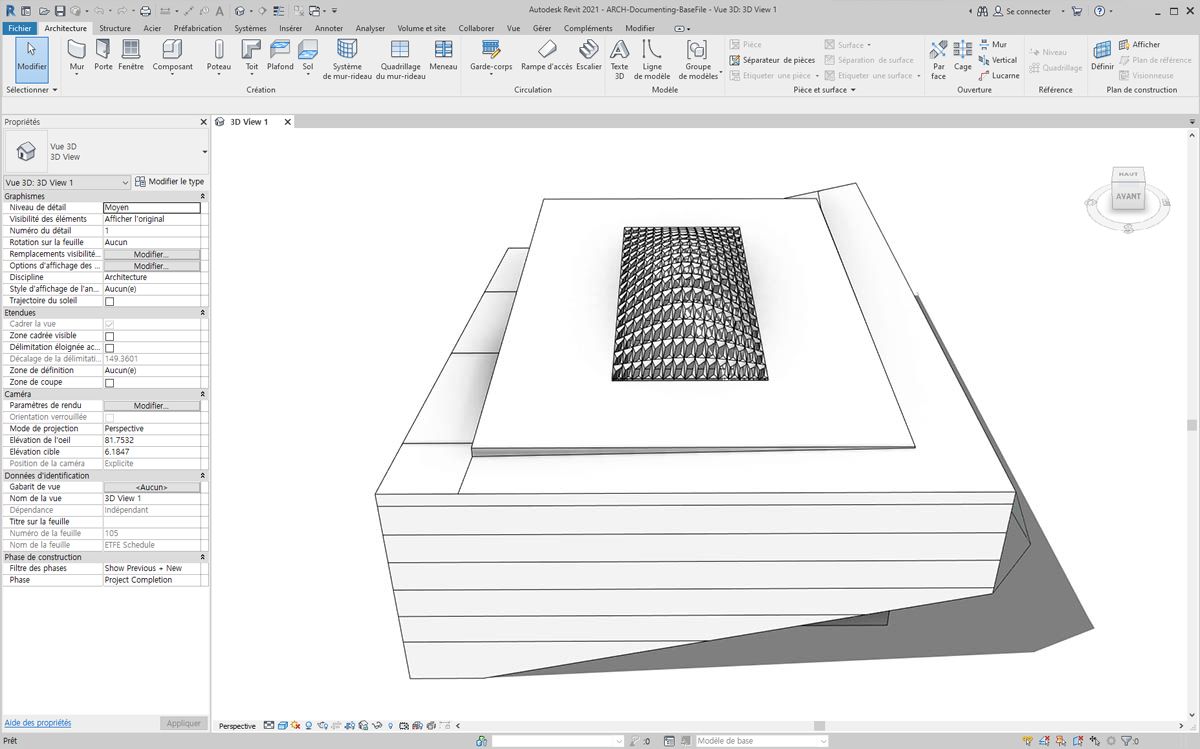 Autodesk Revit 2021 - ARCH-Documenting-BaseFile - Vue 3D: 3D View 1
Se connecter
Fichier Architecture Structure Acier Préfabrication Systèmes Insérer Annoter Analyser Volume et site Collaborer Vue Gérer Compléments Modifier
Modifier
Mur
Porte
Fenêtre
Composant
Poteau
Toit
Plafond
Sol
Système de mur-rideau
Quadrillage du mur-rideau
Meneau
Garde-corps
Rampe d'accès
Escalier
Texte 3D
Ligne de modèle
Groupe de modèles
Pièce
Séparateur de pièces
Etiqueter une pièce
Surface
Séparation de surface
Etiqueter une surface
Par face
Cage
Mur
Vertical
Lucarne
Niveau
Quadrillage
Définir
Afficher
Plan de référence
Visionneuse
Sélectionner
Création
Circulation
Modèle
Pièce et surface
Ouverture
Référence
Plan de construction
Propriétés
3D View 1
Vue 3D
3D View
Vue 3D: 3D View 1
Modifier le type
Graphismes
Niveau de détail Moyen
Visibilité des éléments Afficher l'original
Numéro du détail 1
Rotation sur la feuille Aucun
Remplacements visibilité... Modifier...
Options d'affichage des ... Modifier...
Discipline Architecture
Style d'affichage de l'an... Aucun(e)
Trajectoire du soleil
Etendues
Cadrer la vue
Zone cadrée visible
Délimitation éloignée ac...
Décalage de la délimitati... 149.3601
Zone de définition Aucun(e)
Zone de coupe
Caméra
Paramètres de rendu Modifier...
Orientation verrouillée
Mode de projection Perspective
Elévation de l'oeil 81.7532
Elévation cible 6.1847
Position de la caméra Explicite
Données d'identification
Gabarit de vue <Aucun>
Nom de la vue 3D View 1
Dépendance Indépendant
Titre sur la feuille
Numéro de la feuille 105
Nom de la feuille ETFE Schedule
Phase de construction
Filtre des phases Show Previous + New
Phase Project Completion
HAUT
AVANT
Aide des propriétés
Appliquer
Perspective
Prêt
:0
Modèle de base
:0